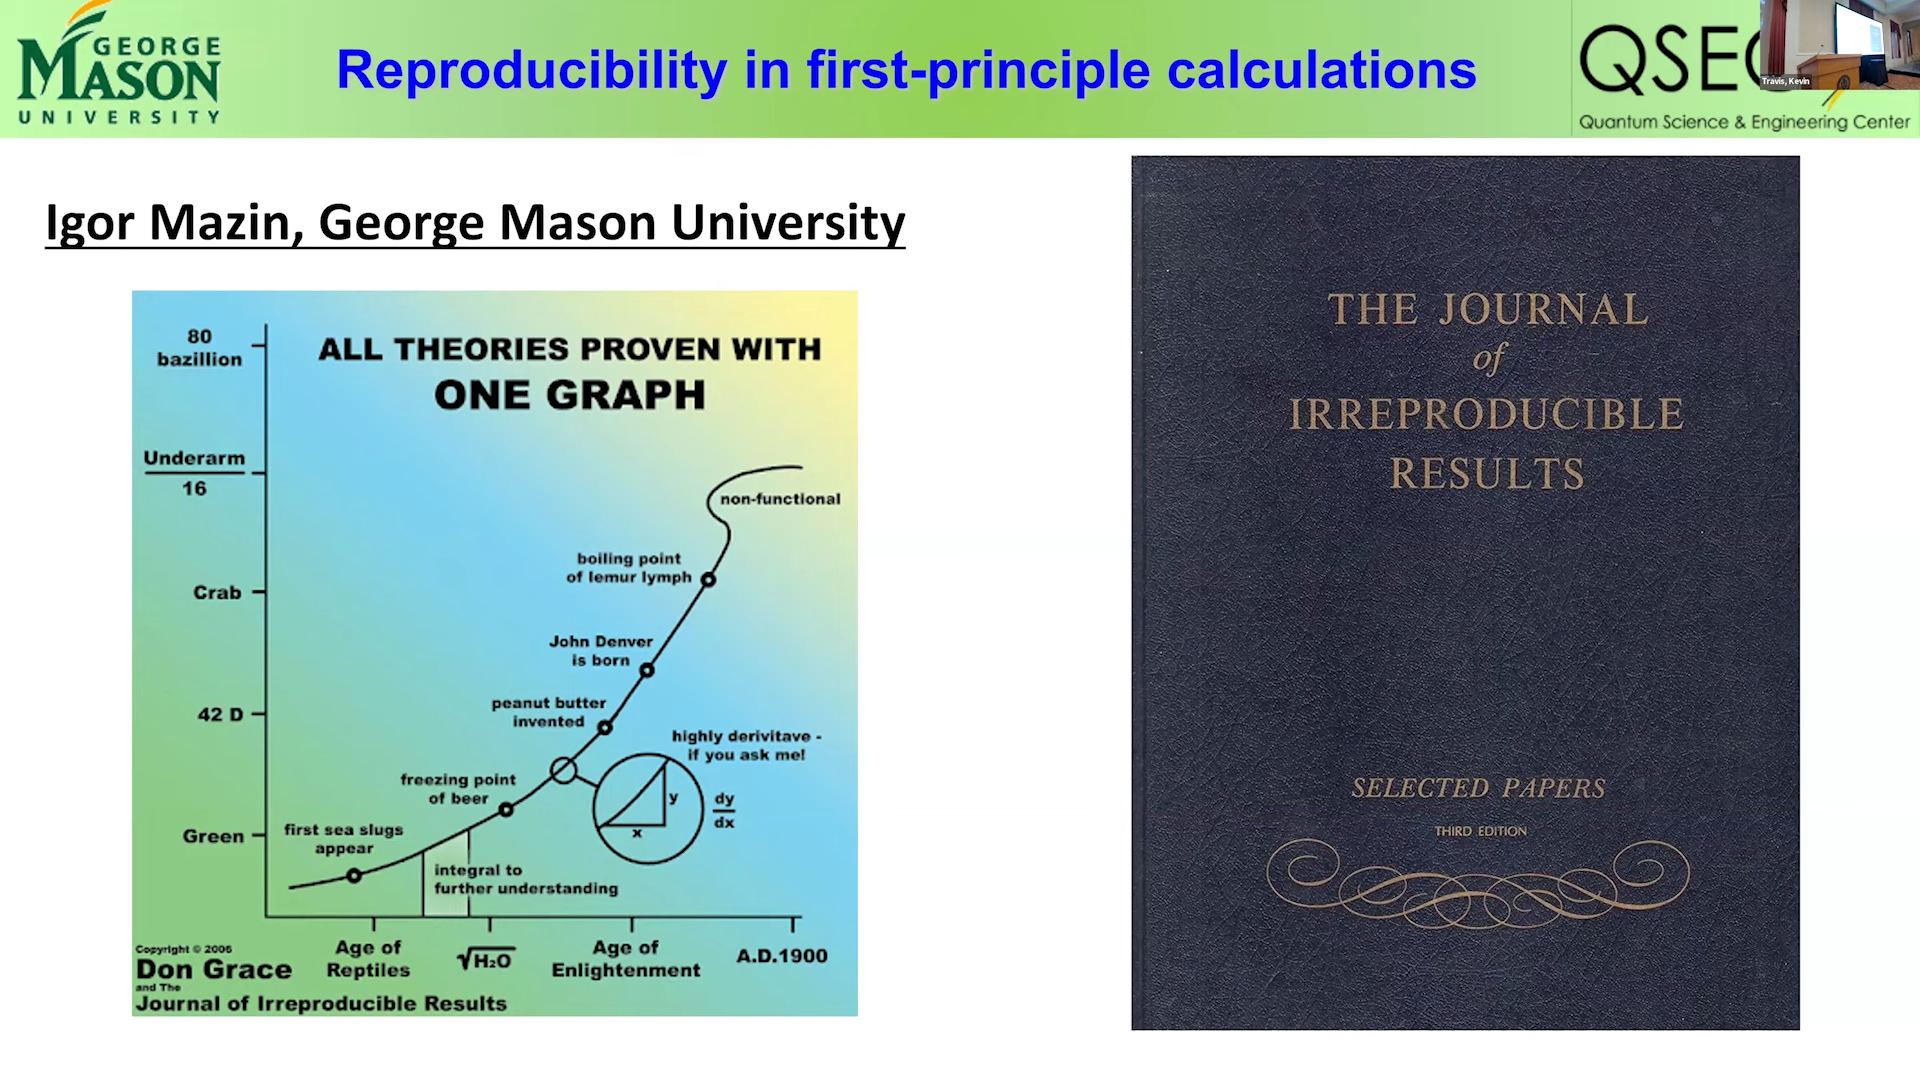 GEORGE
MASON
UNIVERSITY
Reproducibility in first-principle calculations
QSE
Quantum Science & Engineering Center
Travis, Kevin
Igor Mazin, George Mason University
ALL THEORIES PROVEN WITH
ONE GRAPH
80
bazillion
Underarm
16
Crab
42 D
Green
non-functional
boiling point
of lemur lymph
John Denver
is born
peanut butter
invented
highly derivitave -
if you ask me!
freezing point
of beer
y
x
dy
dx
first sea slugs
appear
integral to
further understanding
Age of
Reptiles
√H₂O
Age of
Enlightenment
A.D.1900
Copyright © 2006
Don Grace
and The
Journal of Irreproducible Results
THE JOURNAL
of
IRREPRODUCIBLE
RESULTS
SELECTED PAPERS
THIRD EDITION